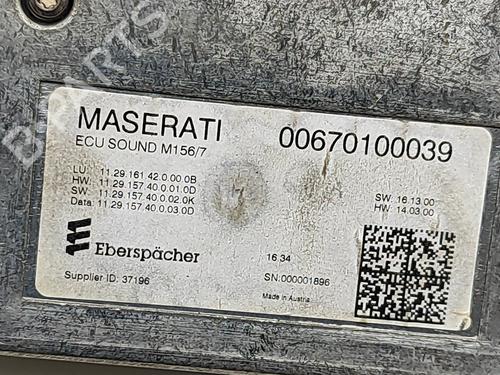 MASERATI 00670100039
ECU SOUND M156/7
LU: 11.29.161 42.0.00.0B
HW: 11.29.157 40.0.01.0D
SW: 11.29.157 40.0.02.0K
Data: 11.29.157 40.0.03.0D
SW: 16.13.00
HW: 14.03.00
Eberspächer
16.34
Supplier ID: 37196
SN:000001896
Made in Austria